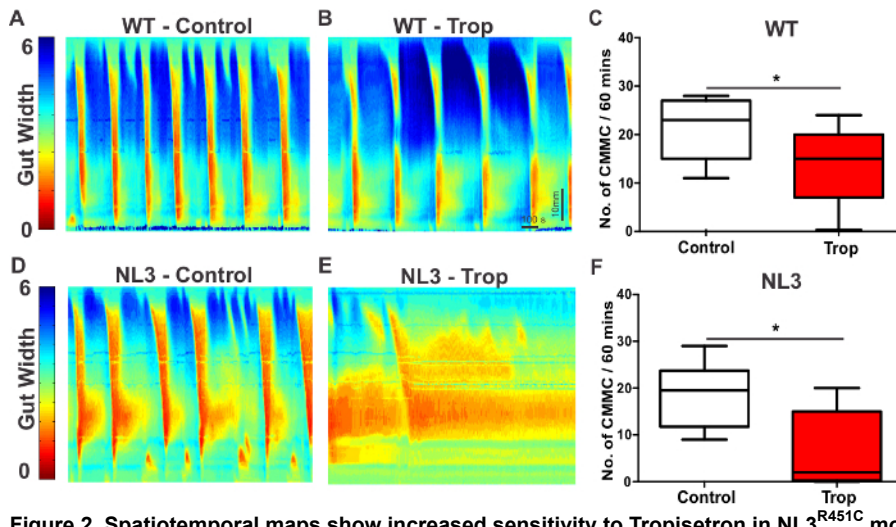 A WT - Control B WT - Trop C WT
6
Gut Width
0
10mm
100 s
No. of CMMC / 60 mins
40
30
20
10
0
*
Control Trop
D NL3 - Control E NL3 - Trop F NL3
6
Gut Width
0
No. of CMMC / 60 mins
40
30
20
10
0
*
Control Trop
Figure 2. Spatiotemporal maps show increased sensitivity to Tropisetron in NL3R451C